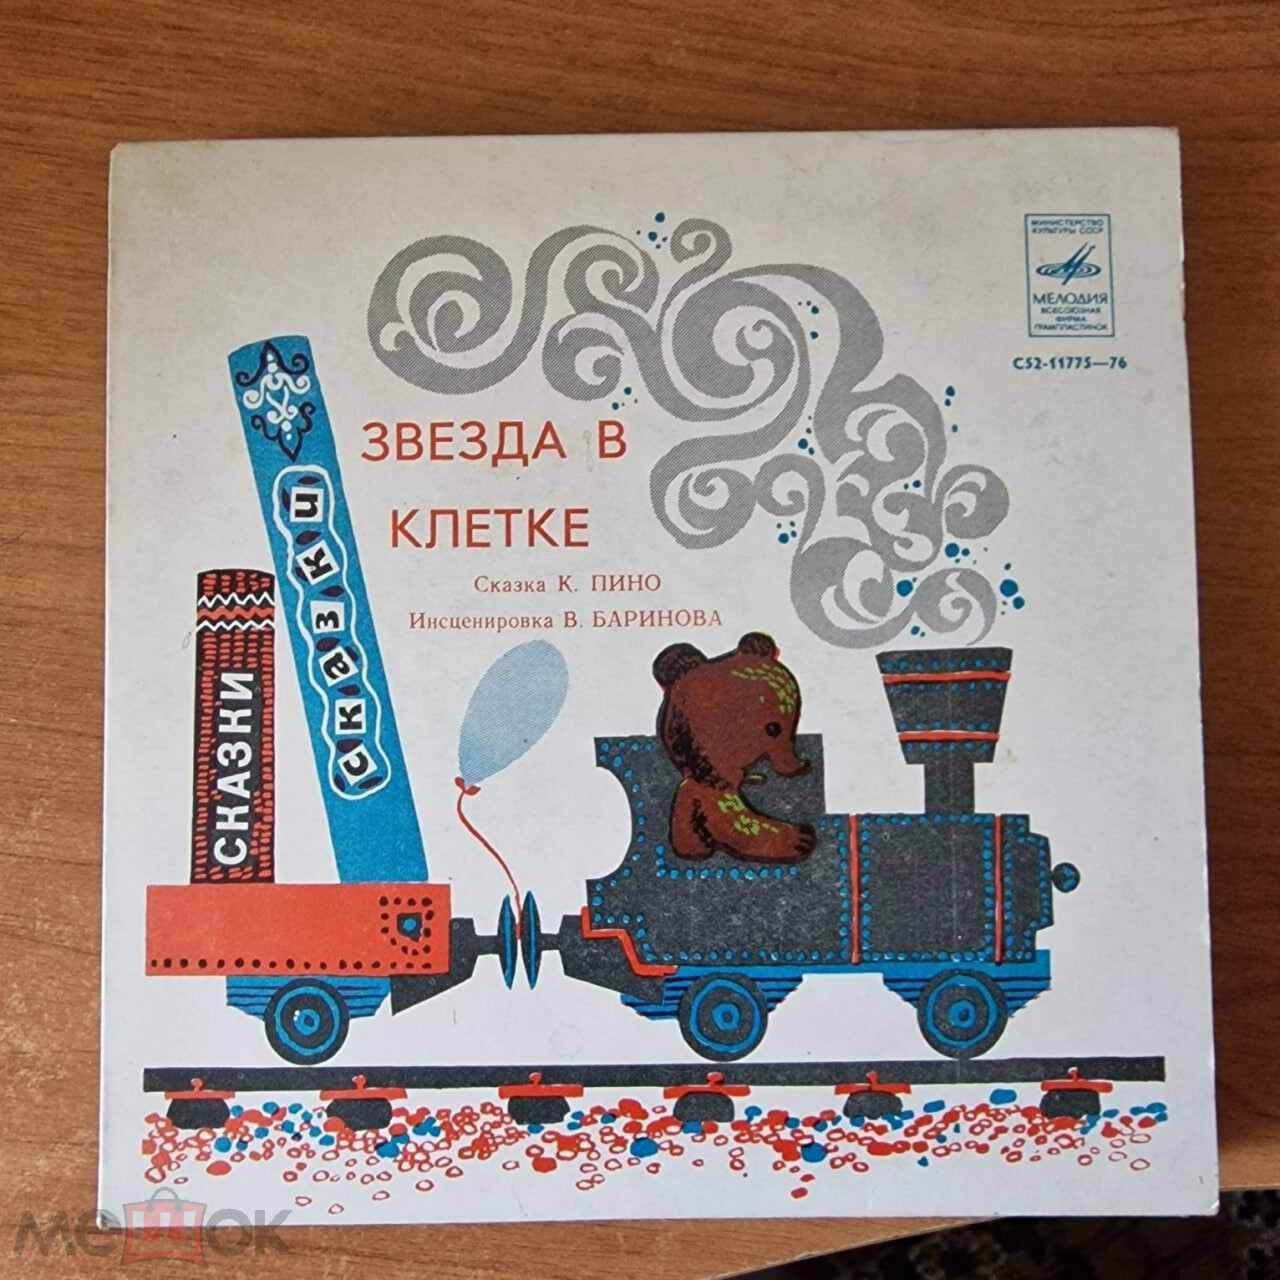 МИНИСТЕРСТВО
КУЛЬТУРЫ СССР
МЕЛОДИЯ
ВСЕСОЮЗНАЯ
ФИРМА
ГРАМПЛАСТИНОК
С52-11775—76
ЗВЕЗДА В
КЛЕТКЕ
Сказка К. ПИНО
Инсценировка В. БАРИНОВА
СКАЗКИ
сказки
мешок